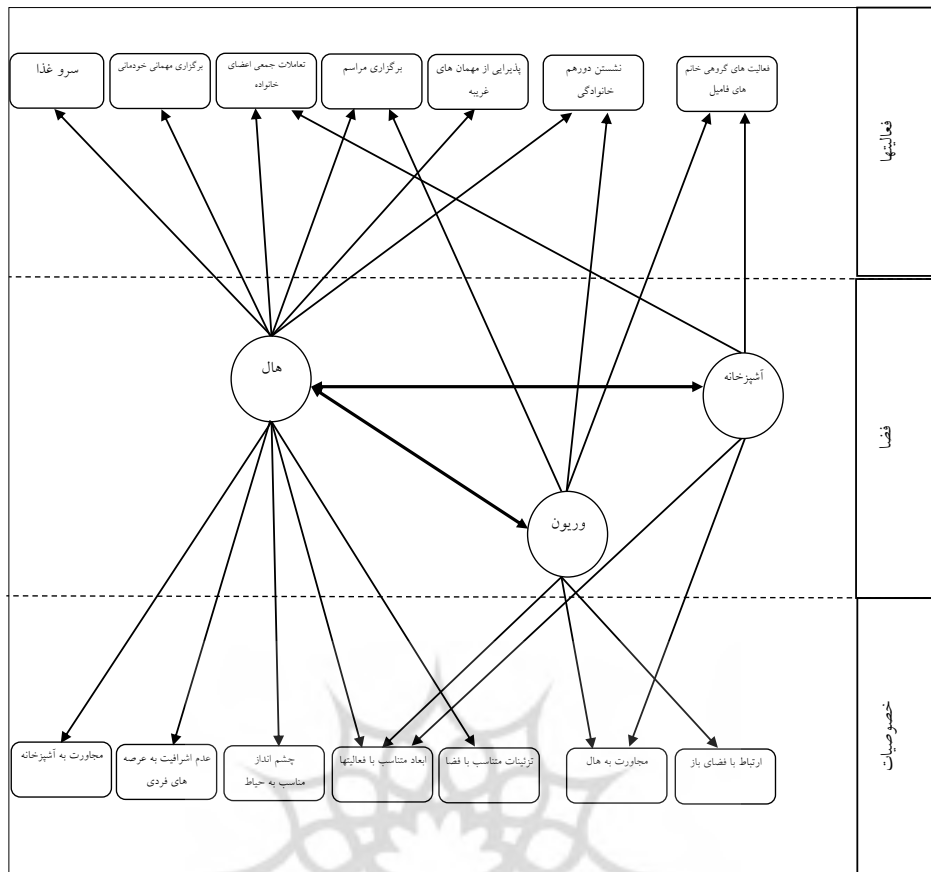 فعالیتها
فعالیت های گروهی خانم
های فامیل
نشستن دورهم
خانوادگی
پذیرایی از مهمان های
غریبه
برگزاری مراسم
تعاملات جمعی اعضای
خانواده
برگزاری مهمانی خودمانی
سرو غذا
فضا
آشپزخانه
هال
وریون
خصوصیات
ارتباط با فضای باز
مجاورت به هال
تزئینات متناسب با فضا
ابعاد متناسب با فعالیتها
چشم انداز
مناسب به حیاط
عدم اشرافیت به عرصه
های فردی
مجاورت به آشپزخانه